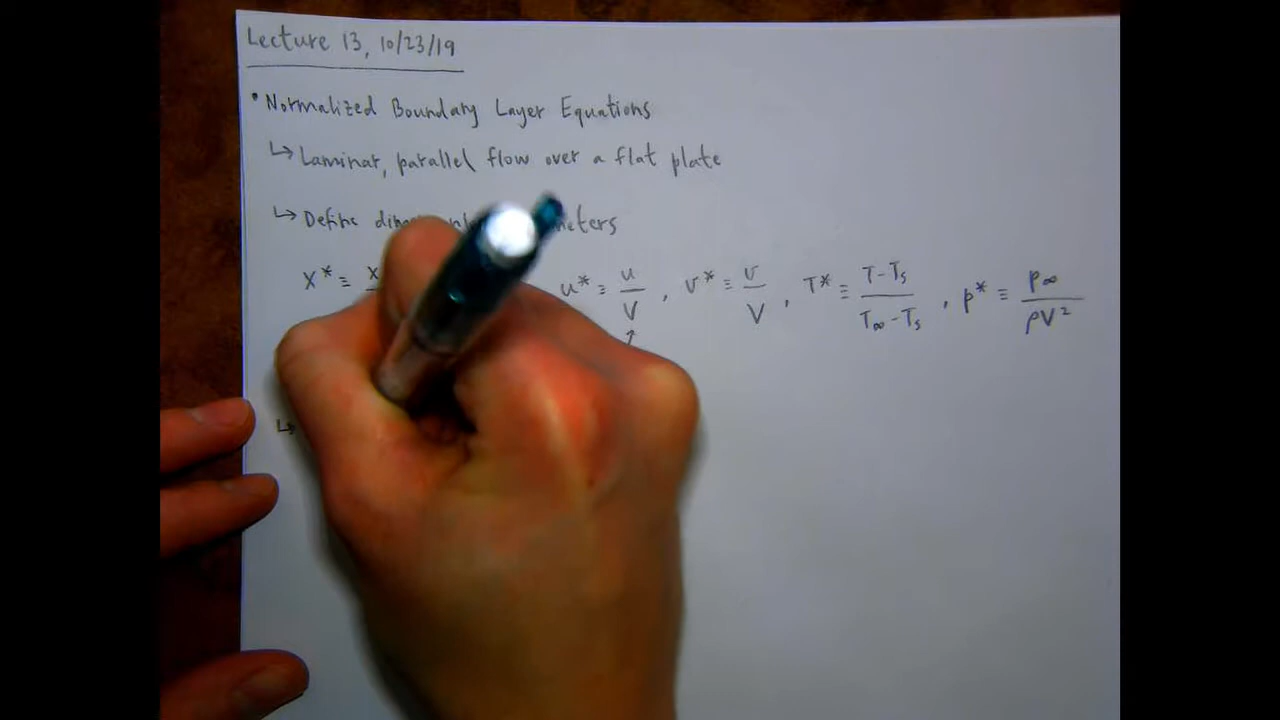 Lecture 13, 10/23/19
• Normalized Boundary Layer Equations
↳ Laminar, parallel flow over a flat plate
↳ Define
x* ≡ x u* ≡ u/V , v* ≡ v/V , T* ≡ (T-Ts)/(T∞-Ts) , p* ≡ p∞/ρV²
↑
↳